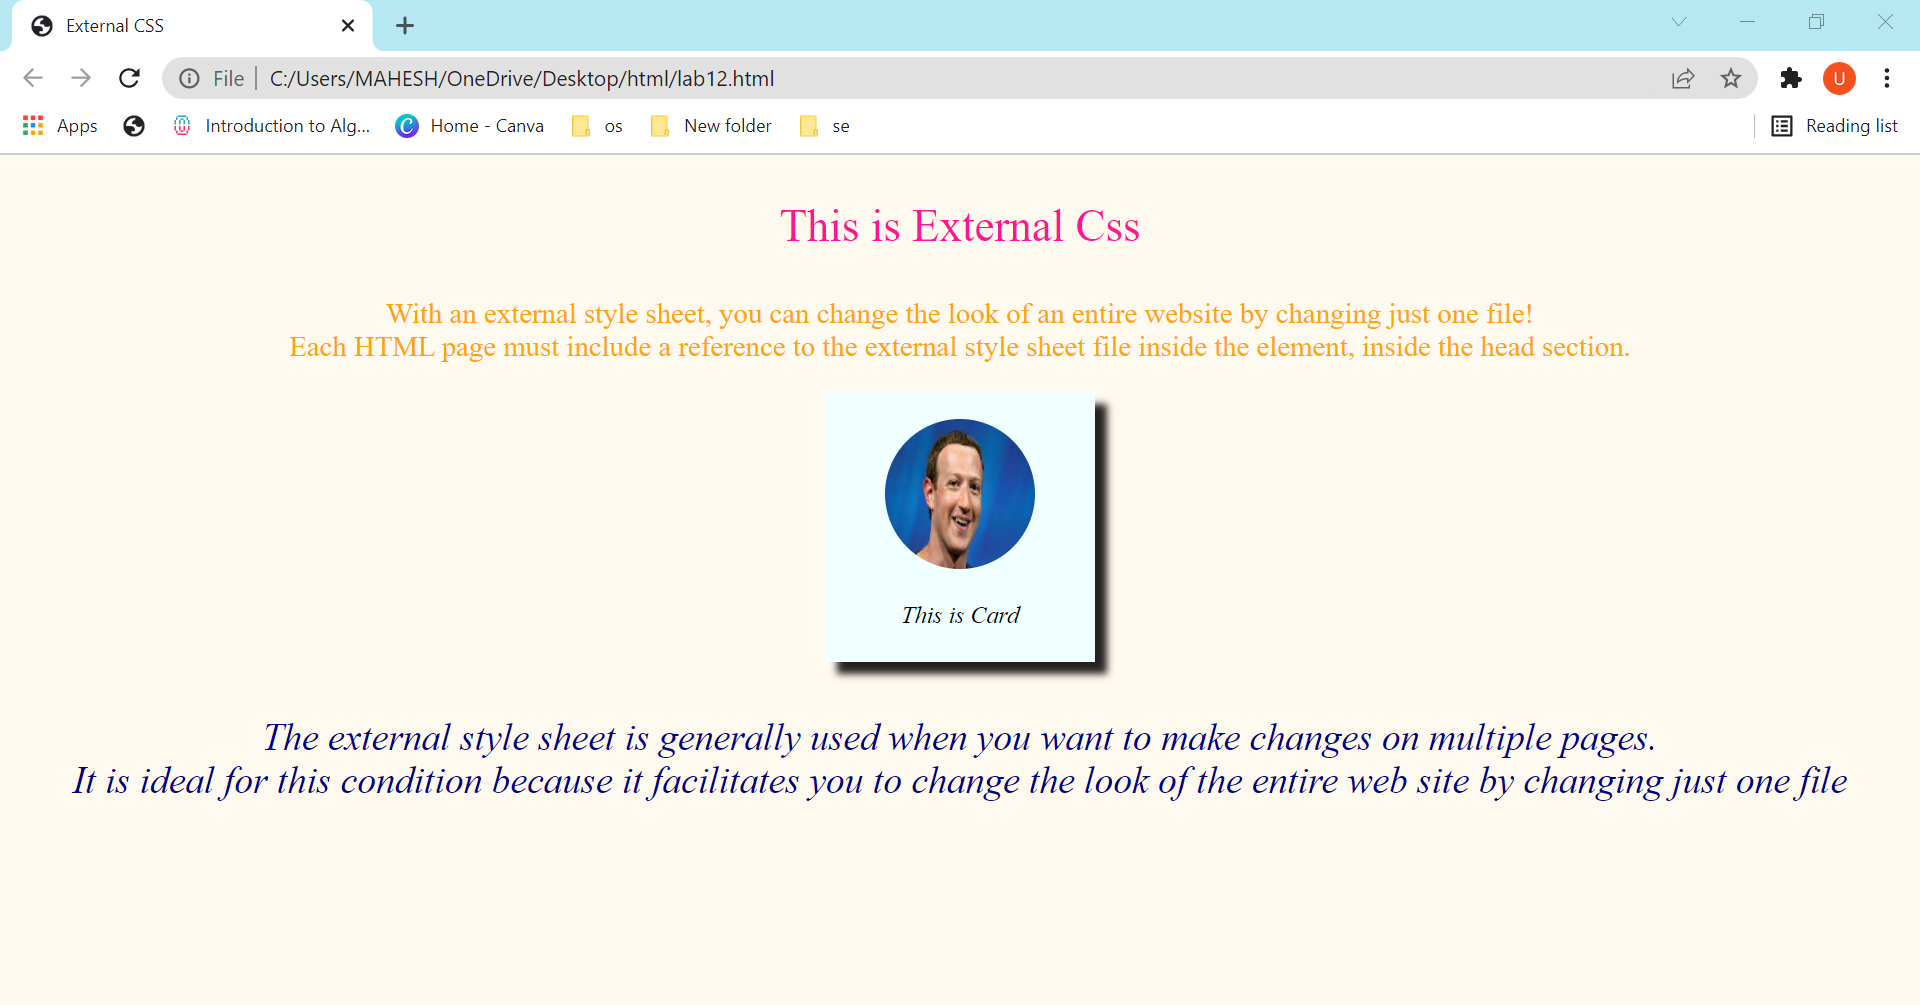 External CSS
File
C:/Users/MAHESH/OneDrive/Desktop/html/lab12.html
U
Apps
Introduction to Alg...
Home - Canva
os
New folder
se
Reading list
This is External Css
With an external style sheet, you can change the look of an entire website by changing just one file!
Each HTML page must include a reference to the external style sheet file inside the element, inside the head section.
This is Card
The external style sheet is generally used when you want to make changes on multiple pages.
It is ideal for this condition because it facilitates you to change the look of the entire web site by changing just one file